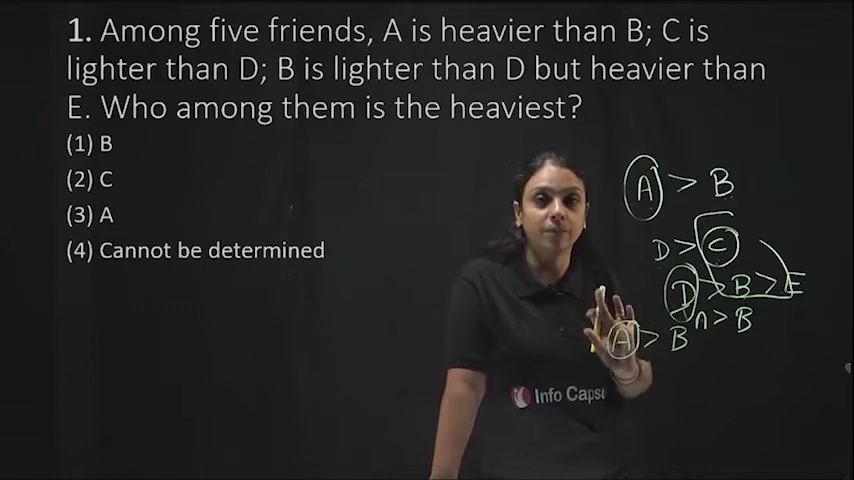 1. Among five friends, A is heavier than B; C is
lighter than D; B is lighter than D but heavier than
E. Who among them is the heaviest?
(1) B
(2) C
(3) A
(4) Cannot be determined
A > B
D > C
D > B > E
> B
A > B
Info Capsu